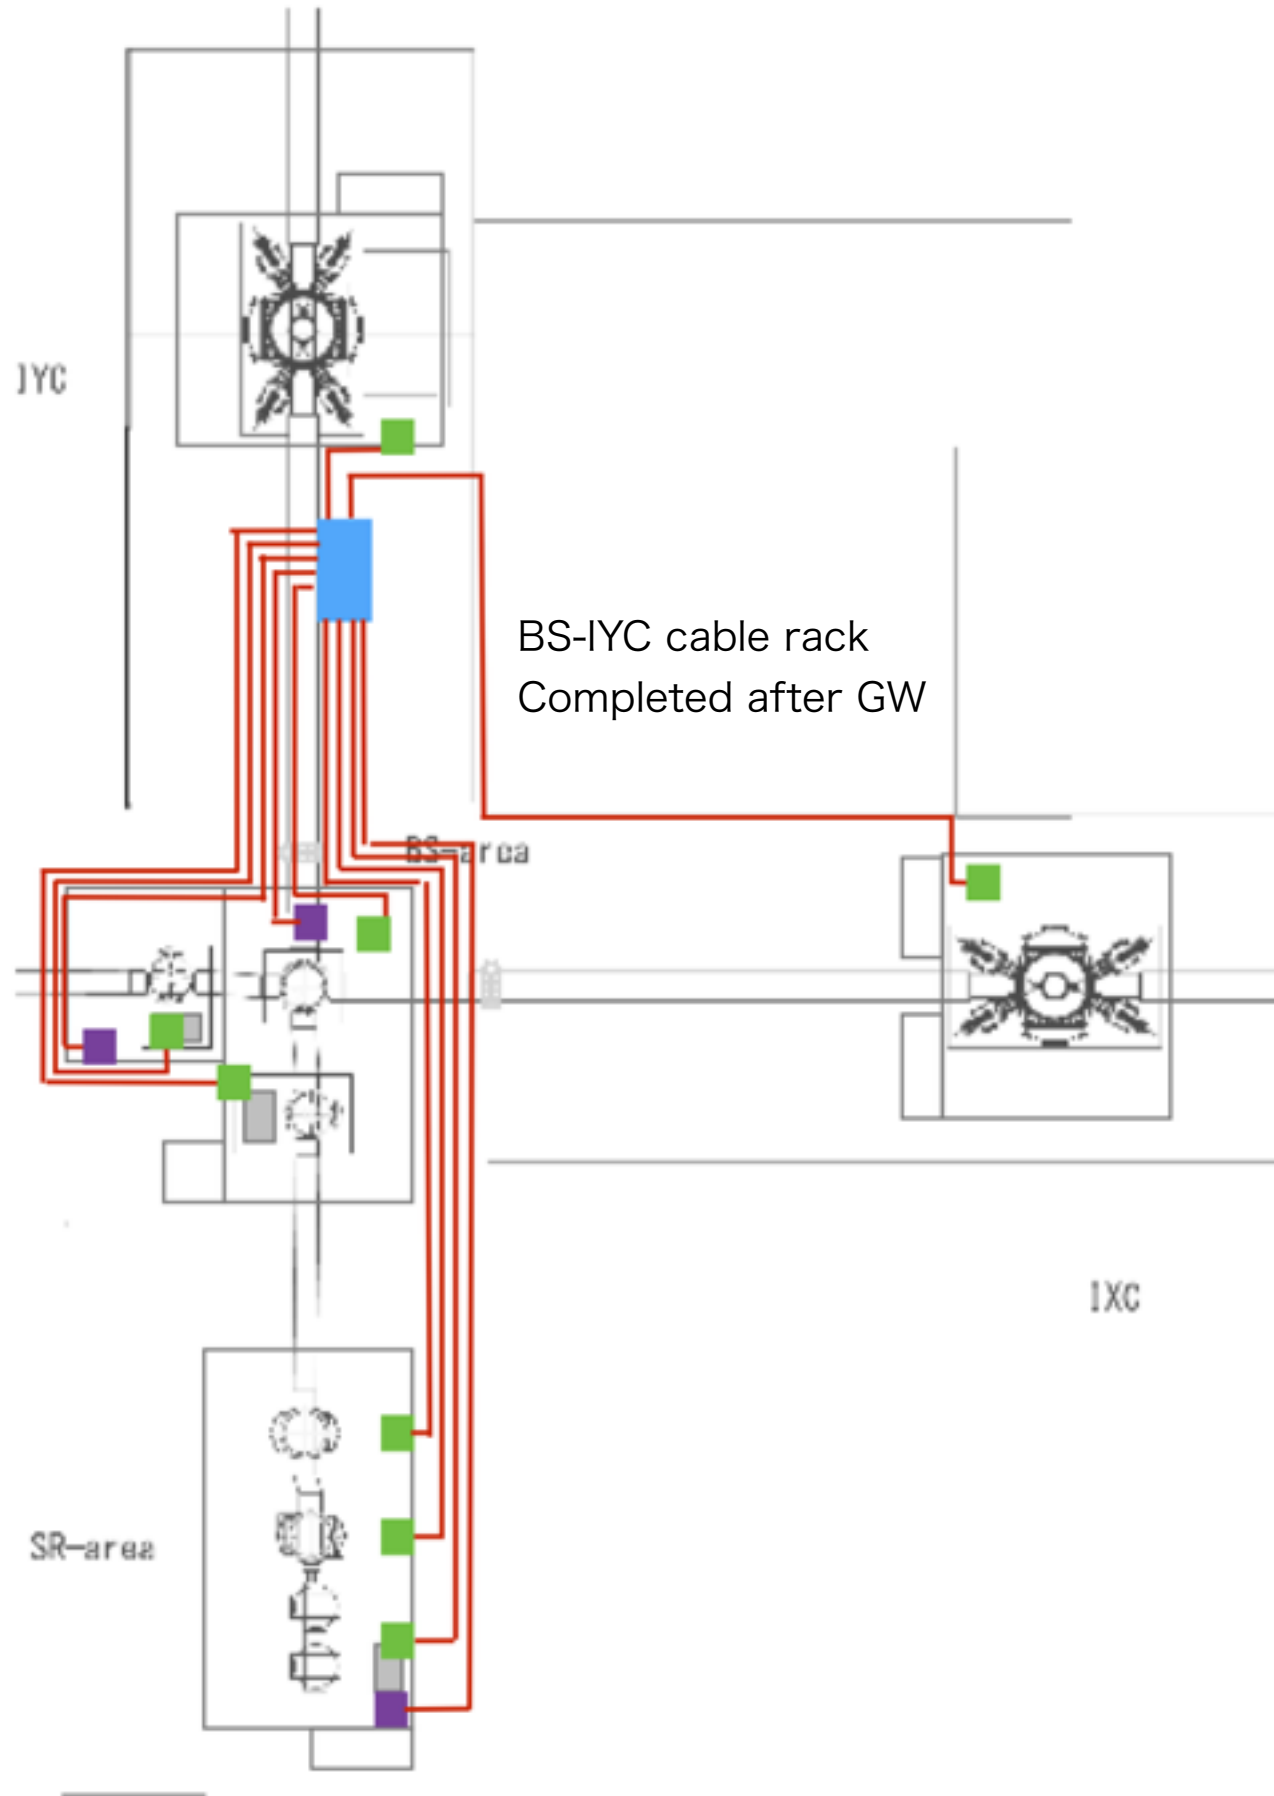 IYC
BS-IYC cable rack
Completed after GW
BS-area
IXC
SR-area